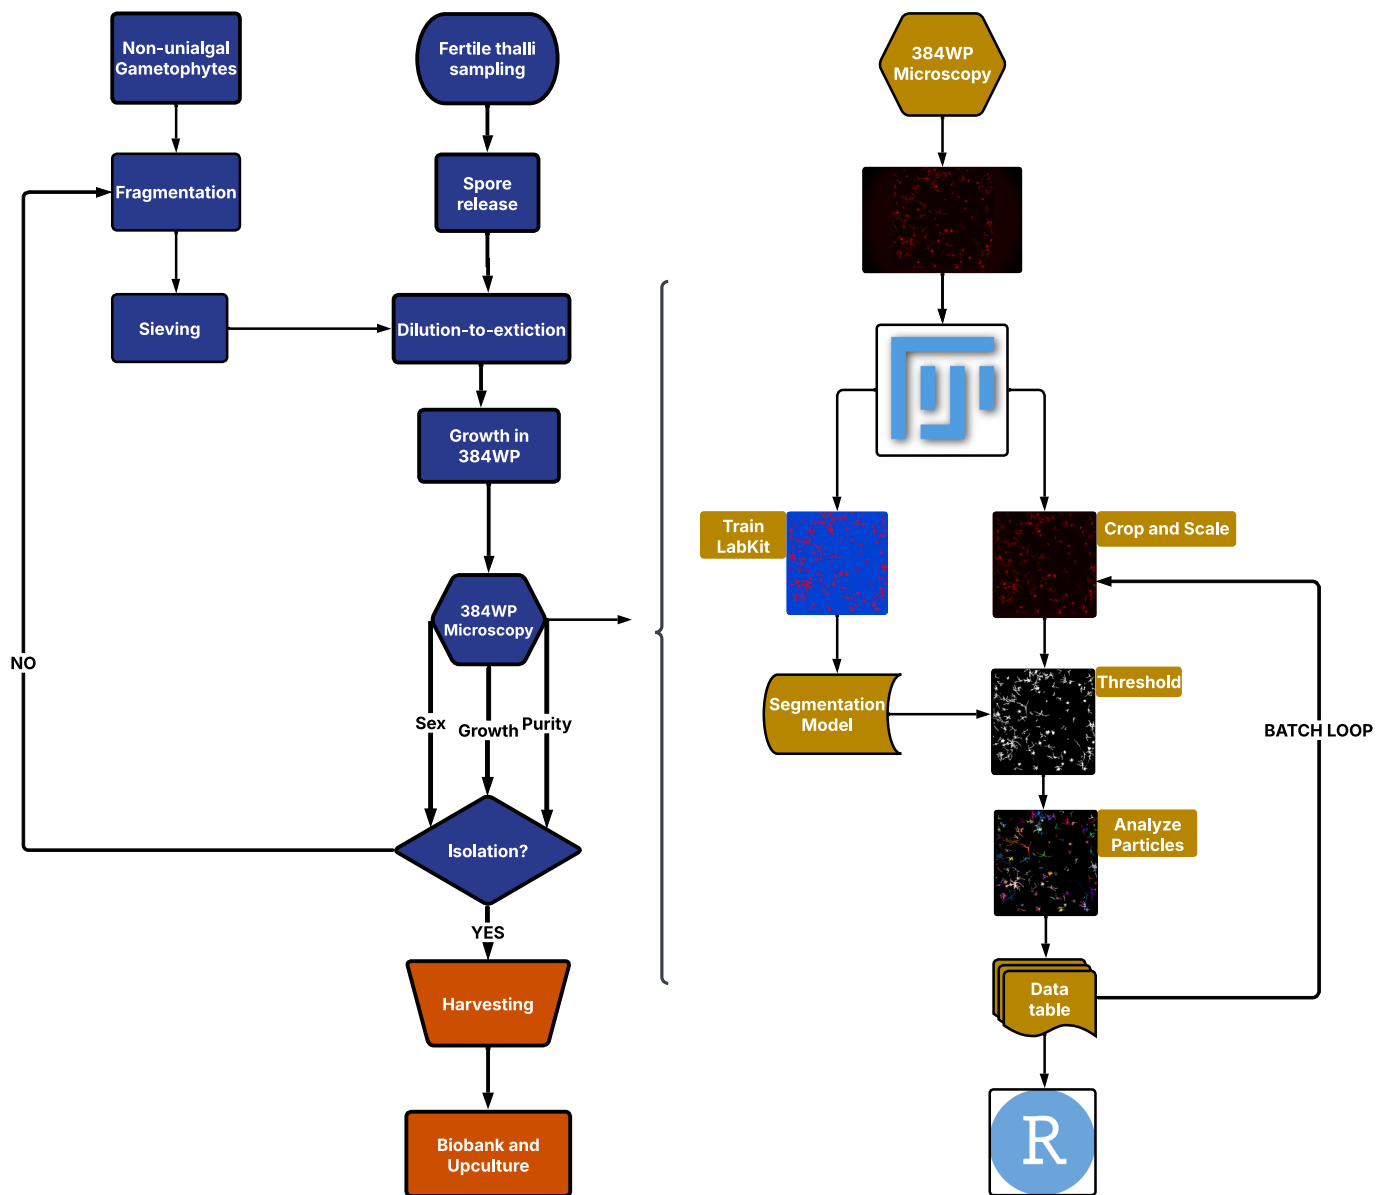 Non-unialgal
Gametophytes
Fertile thalli
sampling
Fragmentation
Spore
release
Sieving
Dilution-to-extiction
Growth in
384WP
384WP
Microscopy
NO
Sex
Growth
Purity
Isolation?
YES
Harvesting
Biobank and
Upculture
384WP
Microscopy
Train
LabKit
Crop and Scale
Segmentation
Model
Threshold
BATCH LOOP
Analyze
Particles
Data
table
R